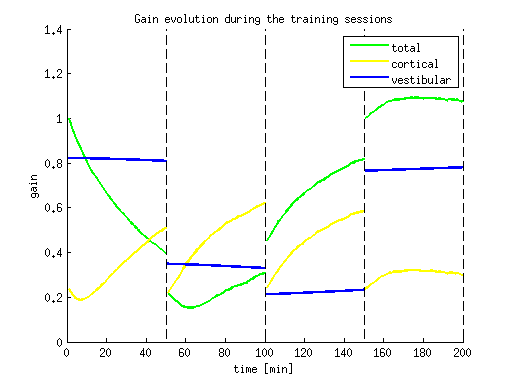 Gain evolution during the training sessions
1.4
1.2
1
0.8
0.6
0.4
0.2
0
gain
total
cortical
vestibular
0 20 40 60 80 100 120 140 160 180 200
time [min]